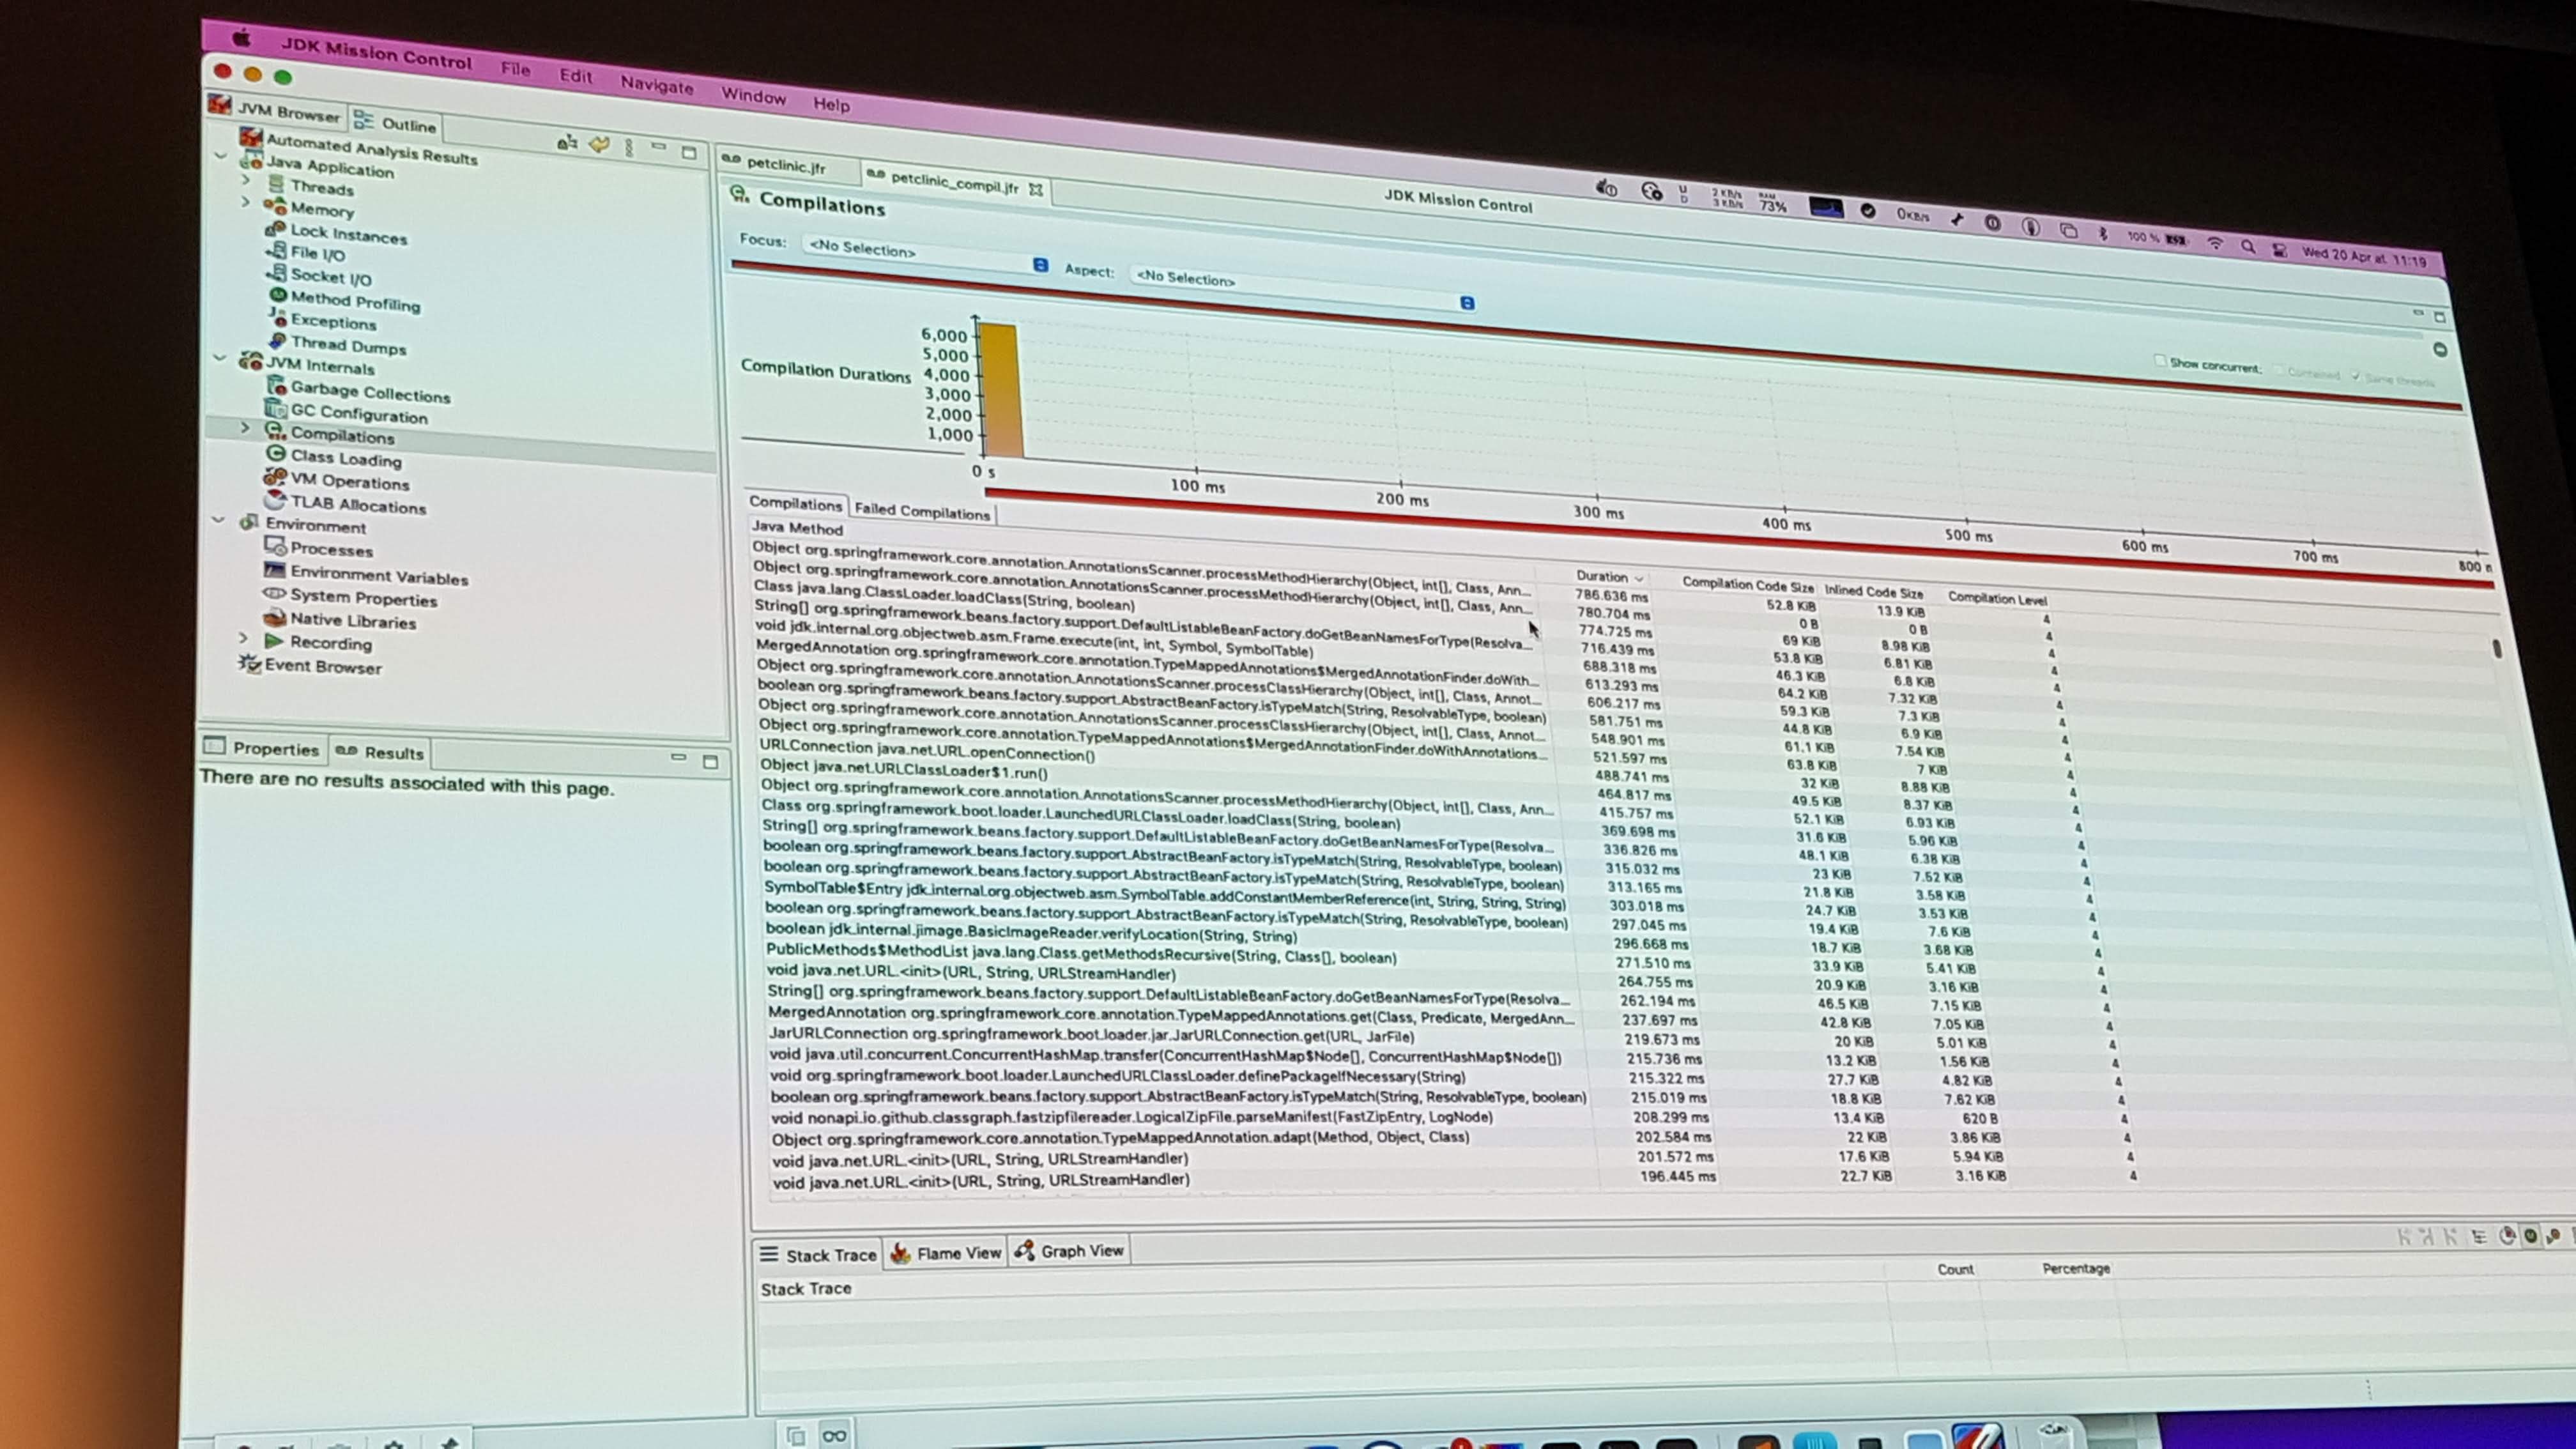 JDK Mission Control File Edit Navigate Window Help
2 KB/s 3 KB/s 73% 0KB/s 100 % Wed 20 Apr at 11:19
JDK Mission Control
JVM Browser Outline
Automated Analysis Results
Java Application
Threads
Memory
Lock Instances
File I/O
Socket I/O
Method Profiling
Exceptions
Thread Dumps
JVM Internals
Garbage Collections
GC Configuration
Compilations
Class Loading
VM Operations
TLAB Allocations
Environment
Processes
Environment Variables
System Properties
Native Libraries
Recording
Event Browser
Properties Results
There are no results associated with this page.
petclinic.jfr petclinic_compil.jfr
Compilations
Focus: <No Selection> Aspect: <No Selection>
Show concurrent: Contained Same threads
Compilation Durations
6,000
5,000
4,000
3,000
2,000
1,000
0 s 100 ms 200 ms 300 ms 400 ms 500 ms 600 ms 700 ms 800 n
Compilations Failed Compilations
Java Method Duration Compilation Code Size Inlined Code Size Compilation Level
Object org.springframework.core.annotation.AnnotationsScanner.processMethodHierarchy(Object, int[], Class, Ann... 786.636 ms 52.8 KiB 13.9 KiB 4
Object org.springframework.core.annotation.AnnotationsScanner.processMethodHierarchy(Object, int[], Class, Ann... 780.704 ms 0 B 0 B 4
Class java.lang.ClassLoader.loadClass(String, boolean) 774.725 ms 69 KiB 8.98 KiB 4
String[] org.springframework.beans.factory.support.DefaultListableBeanFactory.doGetBeanNamesForType(Resolva... 716.439 ms 53.8 KiB 6.81 KiB 4
void jdk.internal.org.objectweb.asm.Frame.execute(int, int, Symbol, SymbolTable) 688.318 ms 46.3 KiB 6.8 KiB 4
MergedAnnotation org.springframework.core.annotation.TypeMappedAnnotations$MergedAnnotationFinder.doWith... 613.293 ms 64.2 KiB 7.32 KiB 4
Object org.springframework.core.annotation.AnnotationsScanner.processClassHierarchy(Object, int[], Class, Annot... 606.217 ms 59.3 KiB 7.3 KiB 4
boolean org.springframework.beans.factory.support.AbstractBeanFactory.isTypeMatch(String, ResolvableType, boolean) 581.751 ms 44.8 KiB 6.9 KiB 4
Object org.springframework.core.annotation.AnnotationsScanner.processClassHierarchy(Object, int[], Class, Annot... 548.901 ms 61.1 KiB 7.54 KiB 4
Object org.springframework.core.annotation.TypeMappedAnnotations$MergedAnnotationFinder.doWithAnnotations... 521.597 ms 63.8 KiB 7 KiB 4
URLConnection java.net.URL.openConnection() 488.741 ms 32 KiB 8.88 KiB 4
Object java.net.URLClassLoader$1.run() 464.817 ms 49.5 KiB 8.37 KiB 4
Object org.springframework.core.annotation.AnnotationsScanner.processMethodHierarchy(Object, int[], Class, Ann... 415.757 ms 52.1 KiB 6.93 KiB 4
Class org.springframework.boot.loader.LaunchedURLClassLoader.loadClass(String, boolean) 369.698 ms 31.6 KiB 5.96 KiB 4
String[] org.springframework.beans.factory.support.DefaultListableBeanFactory.doGetBeanNamesForType(Resolva... 336.826 ms 48.1 KiB 6.38 KiB 4
boolean org.springframework.beans.factory.support.AbstractBeanFactory.isTypeMatch(String, ResolvableType, boolean) 315.032 ms 23 KiB 7.52 KiB 4
boolean org.springframework.beans.factory.support.AbstractBeanFactory.isTypeMatch(String, ResolvableType, boolean) 313.165 ms 21.8 KiB 3.58 KiB 4
SymbolTable$Entry jdk.internal.org.objectweb.asm.SymbolTable.addConstantMemberReference(int, String, String, String) 303.018 ms 24.7 KiB 3.53 KiB 4
boolean org.springframework.beans.factory.support.AbstractBeanFactory.isTypeMatch(String, ResolvableType, boolean) 297.045 ms 19.4 KiB 7.6 KiB 4
boolean jdk.internal.jimage.BasicImageReader.verifyLocation(String, String) 296.668 ms 18.7 KiB 3.68 KiB 4
PublicMethods$MethodList java.lang.Class.getMethodsRecursive(String, Class[], boolean) 271.510 ms 33.9 KiB 5.41 KiB 4
void java.net.URL.<init>(URL, String, URLStreamHandler) 264.755 ms 20.9 KiB 3.16 KiB 4
String[] org.springframework.beans.factory.support.DefaultListableBeanFactory.doGetBeanNamesForType(Resolva... 262.194 ms 46.5 KiB 7.15 KiB 4
MergedAnnotation org.springframework.core.annotation.TypeMappedAnnotations.get(Class, Predicate, MergedAnn... 237.697 ms 42.8 KiB 7.05 KiB 4
JarURLConnection org.springframework.boot.loader.jar.JarURLConnection.get(URL, JarFile) 219.673 ms 20 KiB 5.01 KiB 4
void java.util.concurrent.ConcurrentHashMap.transfer(ConcurrentHashMap$Node[], ConcurrentHashMap$Node[]) 215.736 ms 13.2 KiB 1.56 KiB 4
void org.springframework.boot.loader.LaunchedURLClassLoader.definePackageIfNecessary(String) 215.322 ms 27.7 KiB 4.82 KiB 4
boolean org.springframework.beans.factory.support.AbstractBeanFactory.isTypeMatch(String, ResolvableType, boolean) 215.019 ms 18.8 KiB 7.62 KiB 4
void nonapi.io.github.classgraph.fastzipfilereader.LogicalZipFile.parseManifest(FastZipEntry, LogNode) 208.299 ms 13.4 KiB 620 B 4
Object org.springframework.core.annotation.TypeMappedAnnotation.adapt(Method, Object, Class) 202.584 ms 22 KiB 3.86 KiB 4
void java.net.URL.<init>(URL, String, URLStreamHandler) 201.572 ms 17.6 KiB 5.94 KiB 4
void java.net.URL.<init>(URL, String, URLStreamHandler) 196.445 ms 22.7 KiB 3.16 KiB 4
Stack Trace Flame View Graph View
Stack Trace Count Percentage